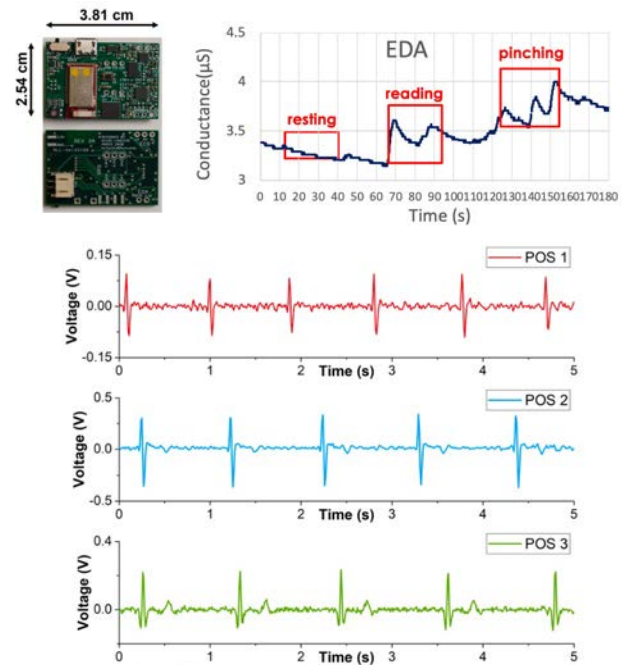 3.81 cm
2.54 cm
EDA
Conductance(µS)
4.5
4
3.5
3
resting
reading
pinching
0 10 20 30 40 50 60 70 80 90 100110120130140150160170180
Time (s)
POS 1
Voltage (V)
0.15
0.00
-0.15
0 1 2 3 4 5
Time (s)
POS 2
Voltage (V)
0.5
0.0
-0.5
0 1 2 3 4 5
Time (s)
POS 3
Voltage (V)
0.4
0.0
0 1 2 3 4 5
Time (s)